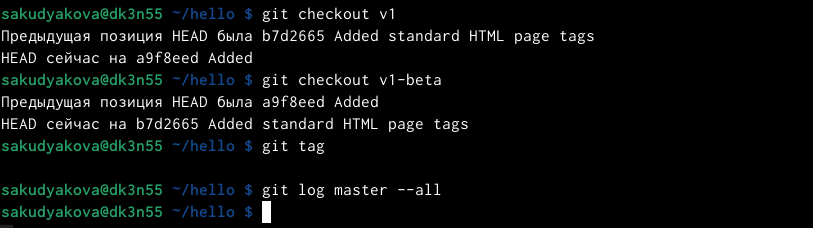 sakudyakova@dk3n55 ~/hello $ git checkout v1
Предыдущая позиция HEAD была b7d2665 Added standard HTML page tags
HEAD сейчас на a9f8eed Added
sakudyakova@dk3n55 ~/hello $ git checkout v1-beta
Предыдущая позиция HEAD была a9f8eed Added
HEAD сейчас на b7d2665 Added standard HTML page tags
sakudyakova@dk3n55 ~/hello $ git tag
sakudyakova@dk3n55 ~/hello $ git log master --all
sakudyakova@dk3n55 ~/hello $